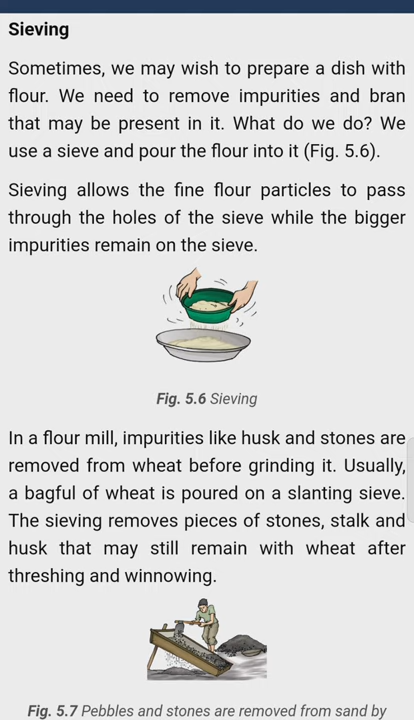 Sieving
Sometimes, we may wish to prepare a dish with
flour. We need to remove impurities and bran
that may be present in it. What do we do? We
use a sieve and pour the flour into it (Fig. 5.6).
Sieving allows the fine flour particles to pass
through the holes of the sieve while the bigger
impurities remain on the sieve.
Fig. 5.6 Sieving
In a flour mill, impurities like husk and stones are
removed from wheat before grinding it. Usually,
a bagful of wheat is poured on a slanting sieve.
The sieving removes pieces of stones, stalk and
husk that may still remain with wheat after
threshing and winnowing.
Fig. 5.7 Pebbles and stones are removed from sand by